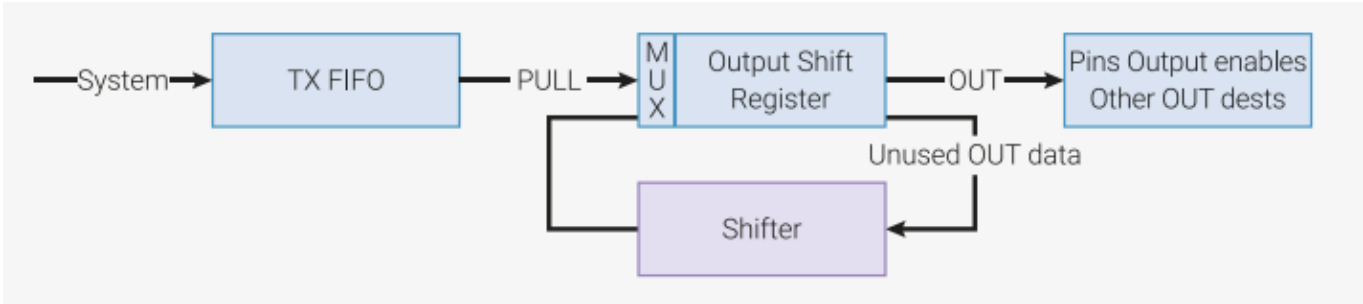 System
TX FIFO
PULL
M
U
X
Output Shift
Register
OUT
Pins Output enables
Other OUT dests
Unused OUT data
Shifter